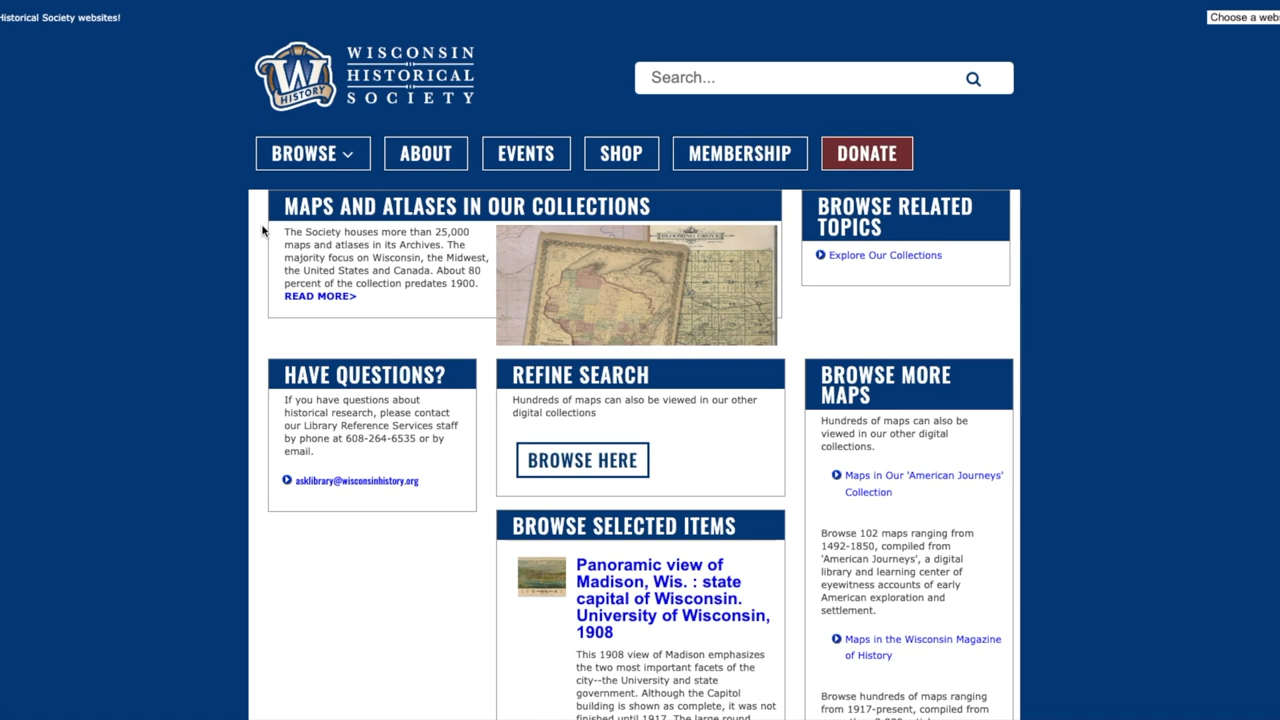 Historical Society websites!
Choose a web
WISCONSIN
HISTORICAL
SOCIETY
W
HISTORY
Search...
BROWSE
ABOUT
EVENTS
SHOP
MEMBERSHIP
DONATE
MAPS AND ATLASES IN OUR COLLECTIONS
The Society houses more than 25,000
maps and atlases in its Archives. The
majority focus on Wisconsin, the Midwest,
the United States and Canada. About 80
percent of the collection predates 1900.
READ MORE>
BROWSE RELATED
TOPICS
Explore Our Collections
HAVE QUESTIONS?
If you have questions about
historical research, please contact
our Library Reference Services staff
by phone at 608-264-6535 or by
email.
asklibrary@wisconsinhistory.org
REFINE SEARCH
Hundreds of maps can also be viewed in our other
digital collections
BROWSE HERE
BROWSE SELECTED ITEMS
Panoramic view of
Madison, Wis. : state
capital of Wisconsin.
University of Wisconsin,
1908
This 1908 view of Madison emphasizes
the two most important facets of the
city--the University and state
government. Although the Capitol
building is shown as complete, it was not
finished until 1917. The large round
BROWSE MORE
MAPS
Hundreds of maps can also be
viewed in our other digital
collections.
Maps in Our 'American Journeys'
Collection
Browse 102 maps ranging from
1492-1850, compiled from
'American Journeys', a digital
library and learning center of
eyewitness accounts of early
American exploration and
settlement.
Maps in the Wisconsin Magazine
of History
Browse hundreds of maps ranging
from 1917-present, compiled from